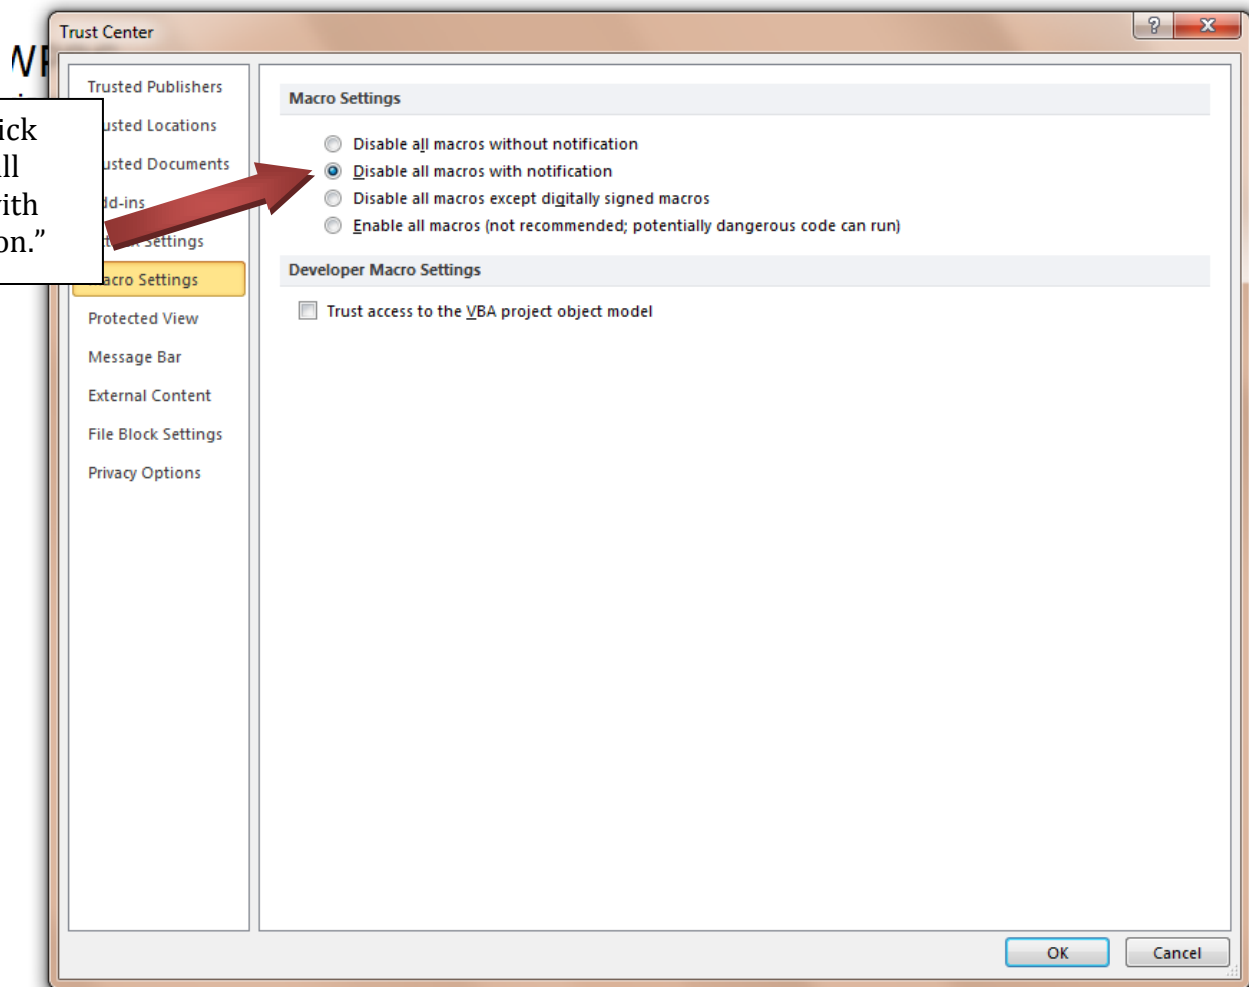 Trust Center
Trusted Publishers
usted Locations
usted Documents
dd-ins
Settings
acro Settings
Protected View
Message Bar
External Content
File Block Settings
Privacy Options
ick
ll
ith
on.”
Macro Settings
Disable all macros without notification
Disable all macros with notification
Disable all macros except digitally signed macros
Enable all macros (not recommended; potentially dangerous code can run)
Developer Macro Settings
Trust access to the VBA project object model
OK
Cancel